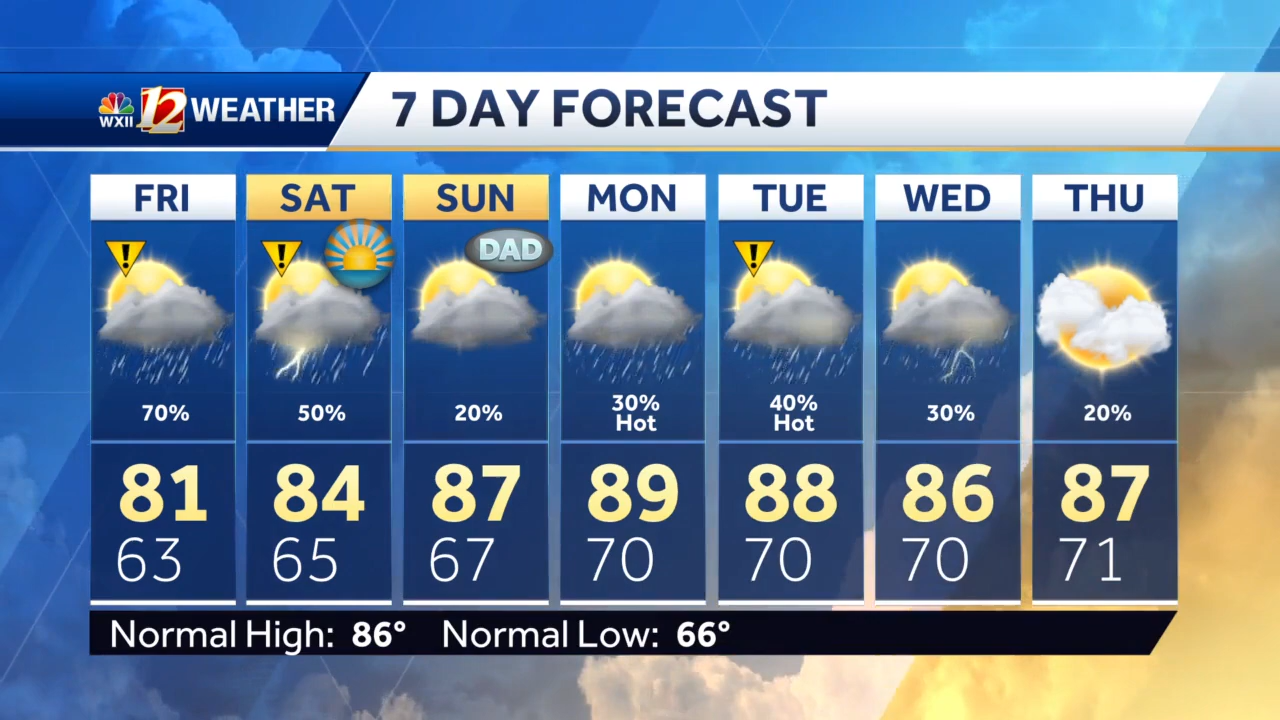 WXII 12 WEATHER
7 DAY FORECAST
FRI SAT SUN MON TUE WED THU
! ! DAD !
70% 50% 20% 30% Hot 40% Hot 30% 20%
81 84 87 89 88 86 87
63 65 67 70 70 70 71
Normal High: 86° Normal Low: 66°